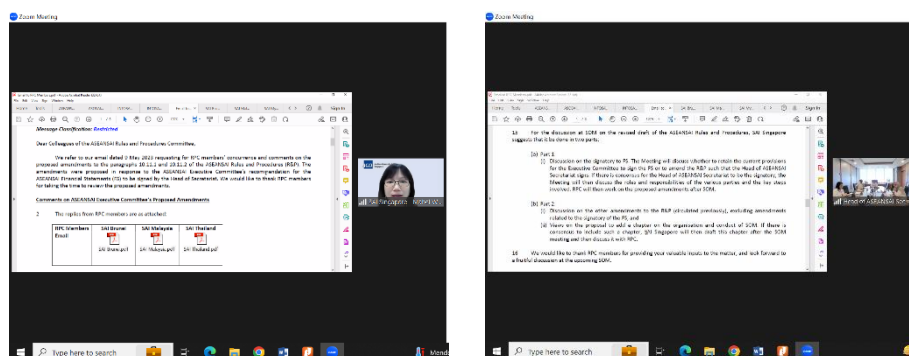 Zoom Meeting
Home Tools
Sign In
Message Classification: Restricted
Dear Colleagues of the ASEANSAI Rules and Procedures Committee,
We refer to our email dated 9 May 2023 requesting for RPC members' concurrence and comments on the
proposed amendments to the paragraphs 10.11.1 and 10.11.2 of the ASEANSAI Rules and Procedures (R&P). The
amendments were proposed in response to the ASEANSAI Executive Committee's recommendation for the
ASEANSAI Financial Statements (FS) to be signed by the Head of Secretariat. We would like to thank RPC members
for taking the time to review the proposed amendments.
Comments on ASEANSAI Executive Committee's Proposed Amendments
2 The replies from RPC members are as attached:
RPC Members SAI Brunei SAI Malaysia SAI Thailand
Email
SAI Brunei.pdf SAI Malaysia.pdf SAI Thailand.pdf
SAI Singapore
Type here to search
Zoom Meeting
Home Tools
Sign In
15 For the discussion at SOM on the revised draft of the ASEANSAI Rules and Procedures, SAI Singapore
suggests that it be done in two parts.
(a) Part 1
(i) Discussion on the signatory to FS. The Meeting will discuss whether to retain the current provisions
for the Executive Committee to sign the FS or to amend the R&P such that the Head of ASEANSAI
Secretariat signs. If there is consensus for the Head of ASEANSAI Secretariat to be the signatory, the
Meeting will then discuss the roles and responsibilities of the various parties and the key steps
involved. RPC will then work on the proposed amendments after SOM.
(b) Part 2
(i) Discussion on the other amendments to the R&P (circulated previously), excluding amendments
related to the signatory of the FS, and
(ii) Views on the proposal to add a chapter on the organisation and conduct of SOM. If there is
consensus to include such a chapter, SAI Singapore will then draft this chapter after the SOM
meeting and then discuss it with RPC.
16 We would like to thank RPC members for providing your valuable inputs to the matter, and look forward to
a fruitful discussion at the upcoming SOM.
Head of ASEANSAI
Type here to search